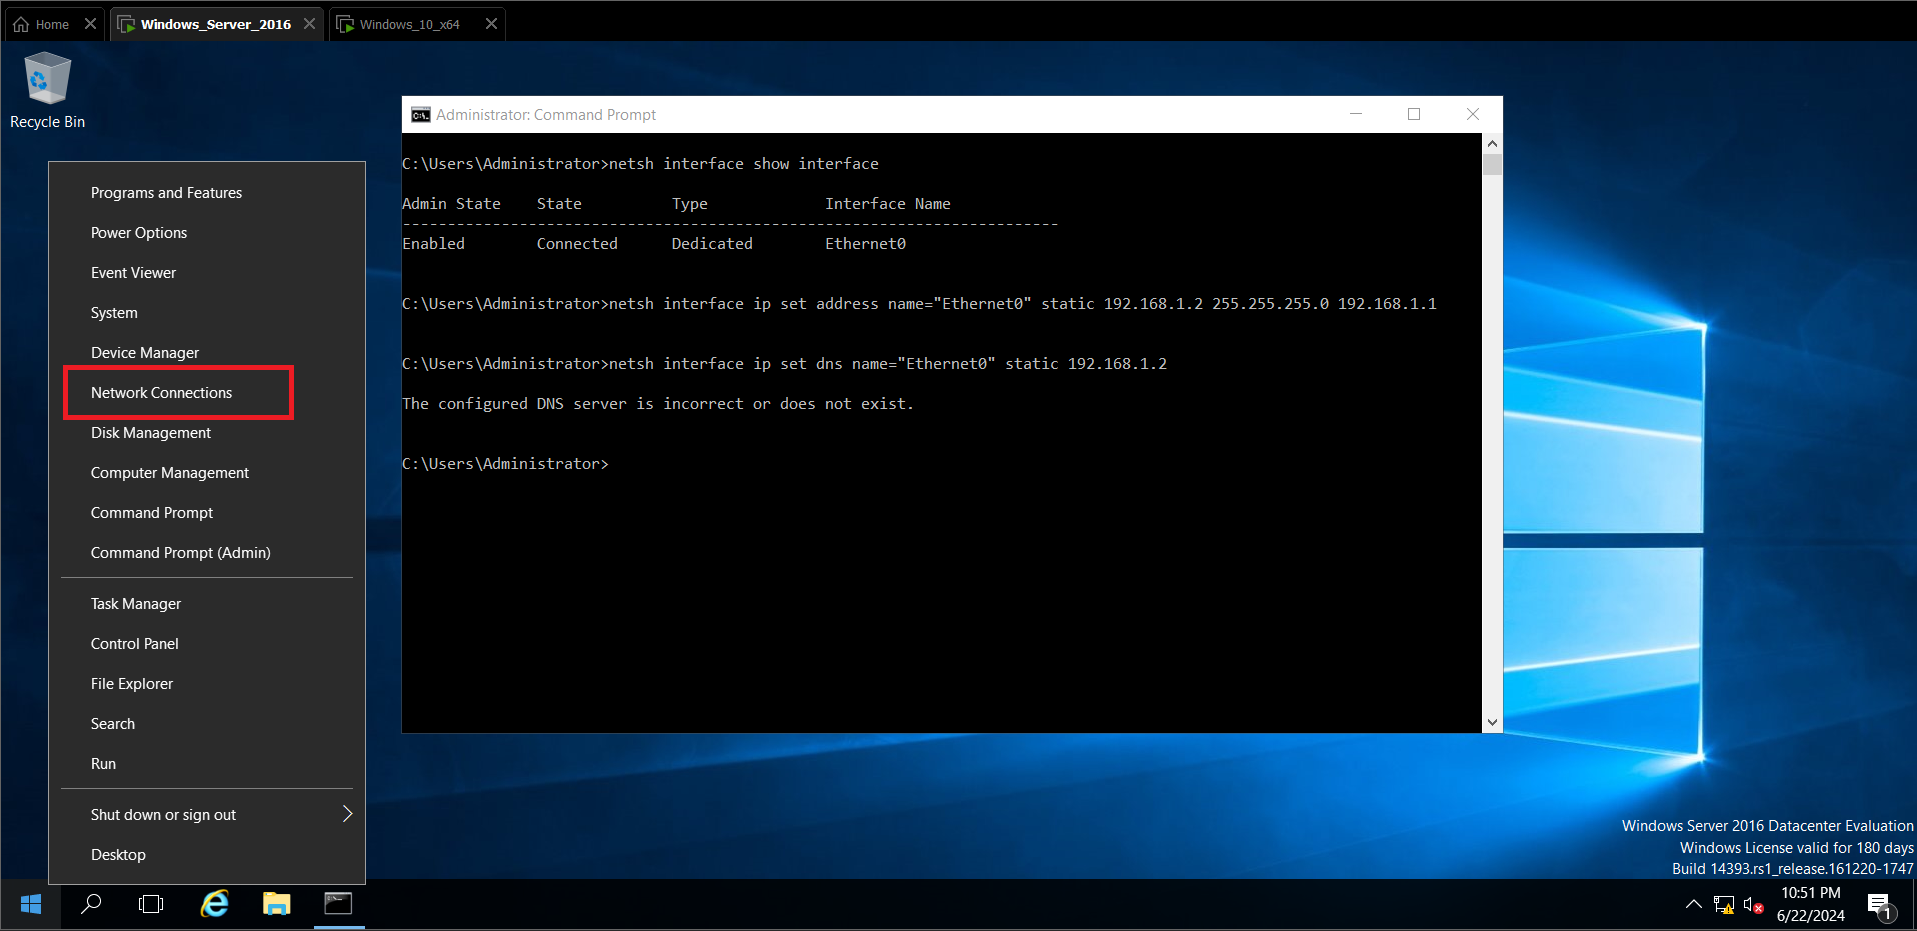 Home
Windows_Server_2016
Windows_10_x64
Recycle Bin
Administrator: Command Prompt
C:\Users\Administrator>netsh interface show interface
Admin State    State          Type             Interface Name
-------------------------------------------------------------------------
Enabled        Connected      Dedicated        Ethernet0
C:\Users\Administrator>netsh interface ip set address name="Ethernet0" static 192.168.1.2 255.255.255.0 192.168.1.1
C:\Users\Administrator>netsh interface ip set dns name="Ethernet0" static 192.168.1.2
The configured DNS server is incorrect or does not exist.
C:\Users\Administrator>
Programs and Features
Power Options
Event Viewer
System
Device Manager
Network Connections
Disk Management
Computer Management
Command Prompt
Command Prompt (Admin)
Task Manager
Control Panel
File Explorer
Search
Run
Shut down or sign out
Desktop
Windows Server 2016 Datacenter Evaluation
Windows License valid for 180 days
Build 14393.rs1_release.161220-1747
10:51 PM
6/22/2024
1